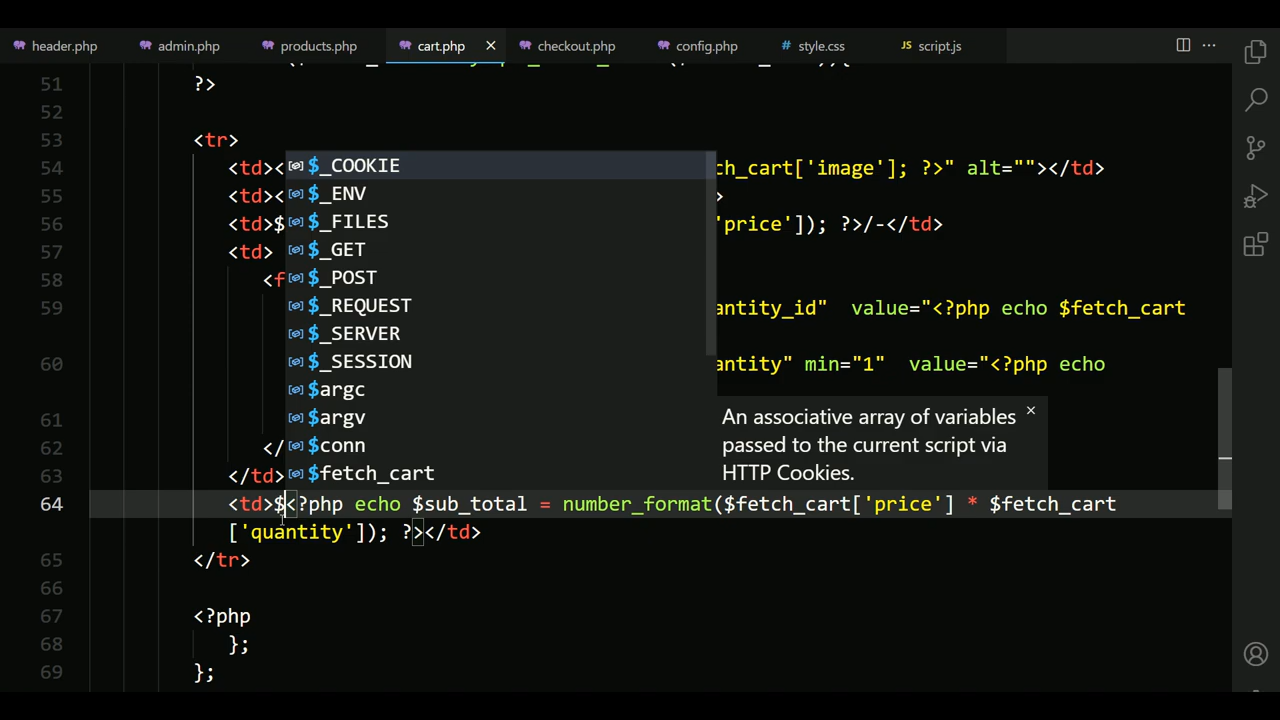 header.php admin.php products.php cart.php × checkout.php config.php style.css JS script.js
51 ?>
52
53 <tr>
54 <td>< ch_cart['image']; ?>" alt=""></td>
55 <td>< >
56 <td>$ 'price']); ?>/-</td>
57 <td>
58 <f
59 antity_id" value="<?php echo $fetch_cart
60 antity" min="1" value="<?php echo
61
62 </
63 </td>
$_COOKIE
$_ENV
$_FILES
$_GET
$_POST
$_REQUEST
$_SERVER
$_SESSION
$argc
$argv
$conn
$fetch_cart
An associative array of variables ×
passed to the current script via
HTTP Cookies.
64 <td>$<?php echo $sub_total = number_format($fetch_cart['price'] * $fetch_cart
['quantity']); ?></td>
65 </tr>
66
67 <?php
68 };
69 };